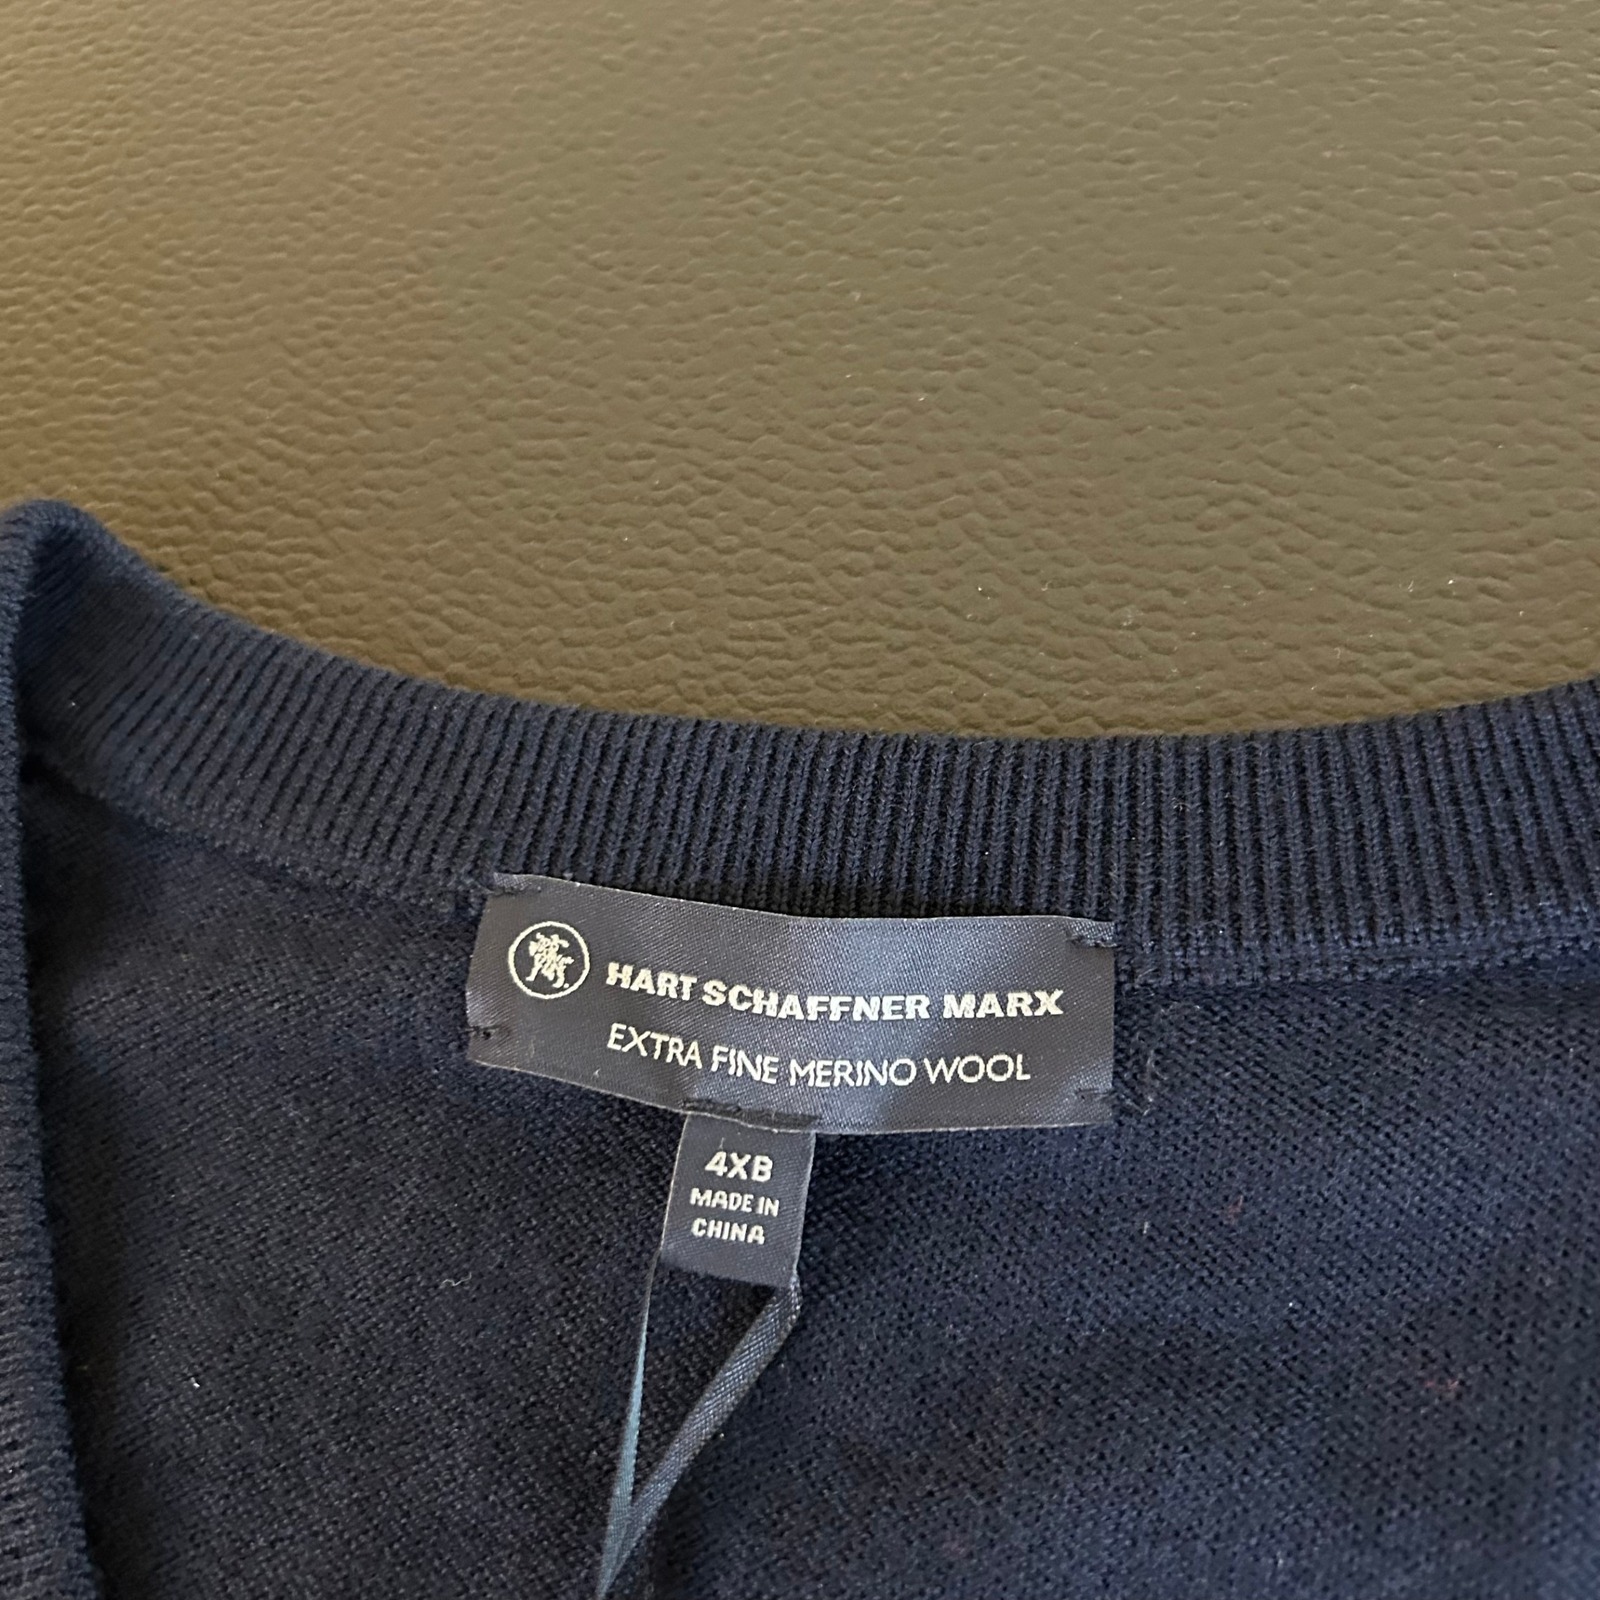 HART SCHAFFNER MARX
EXTRA FINE MERINO WOOL
4XB
MADE IN
CHINA